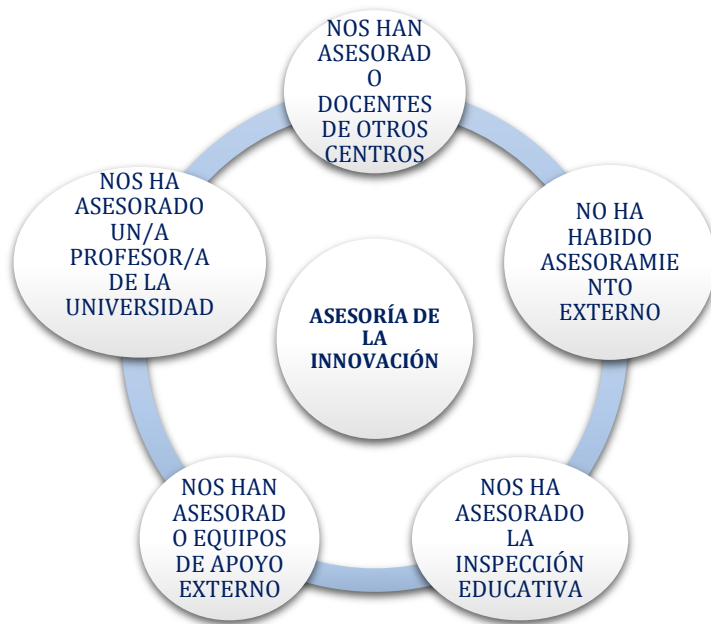 NOS HAN
ASESORAD
O
DOCENTES
DE OTROS
CENTROS
NO HA
HABIDO
ASESORAMIE
NTO
EXTERNO
NOS HA
ASESORADO
LA
INSPECCIÓN
EDUCATIVA
NOS HAN
ASESORAD
O EQUIPOS
DE APOYO
EXTERNO
NOS HA
ASESORADO
UN/A
PROFESOR/A
DE LA
UNIVERSIDAD
ASESORÍA DE
LA
INNOVACIÓN